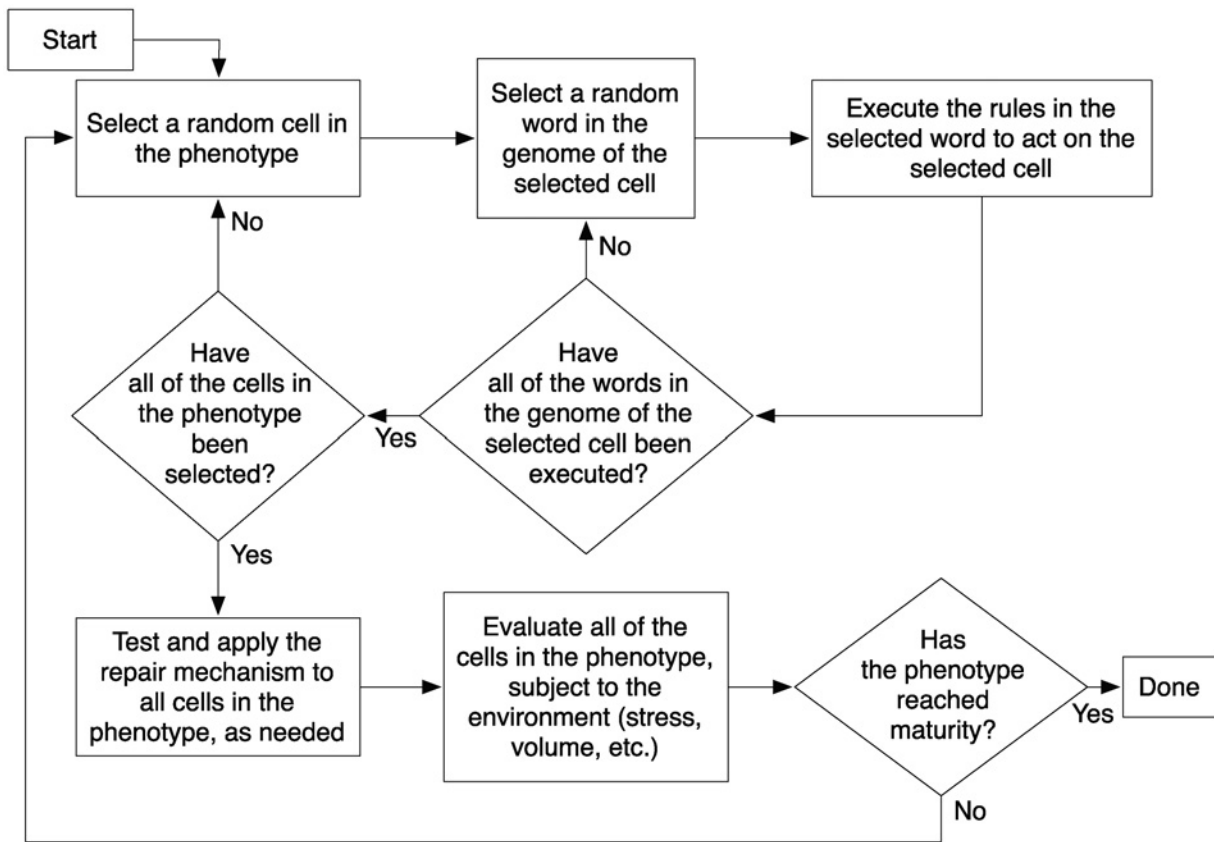 Start
Select a random cell in
the phenotype
Select a random
word in the
genome of the
selected cell
Execute the rules in the
selected word to act on the
selected cell
No
No
Have
all of the cells in
the phenotype
been
selected?
Yes
Have
all of the words in
the genome of the
selected cell been
executed?
Yes
Test and apply the
repair mechanism to
all cells in the
phenotype, as needed
Evaluate all of the
cells in the phenotype,
subject to the
environment (stress,
volume, etc.)
Has
the phenotype
reached
maturity?
Yes
Done
No